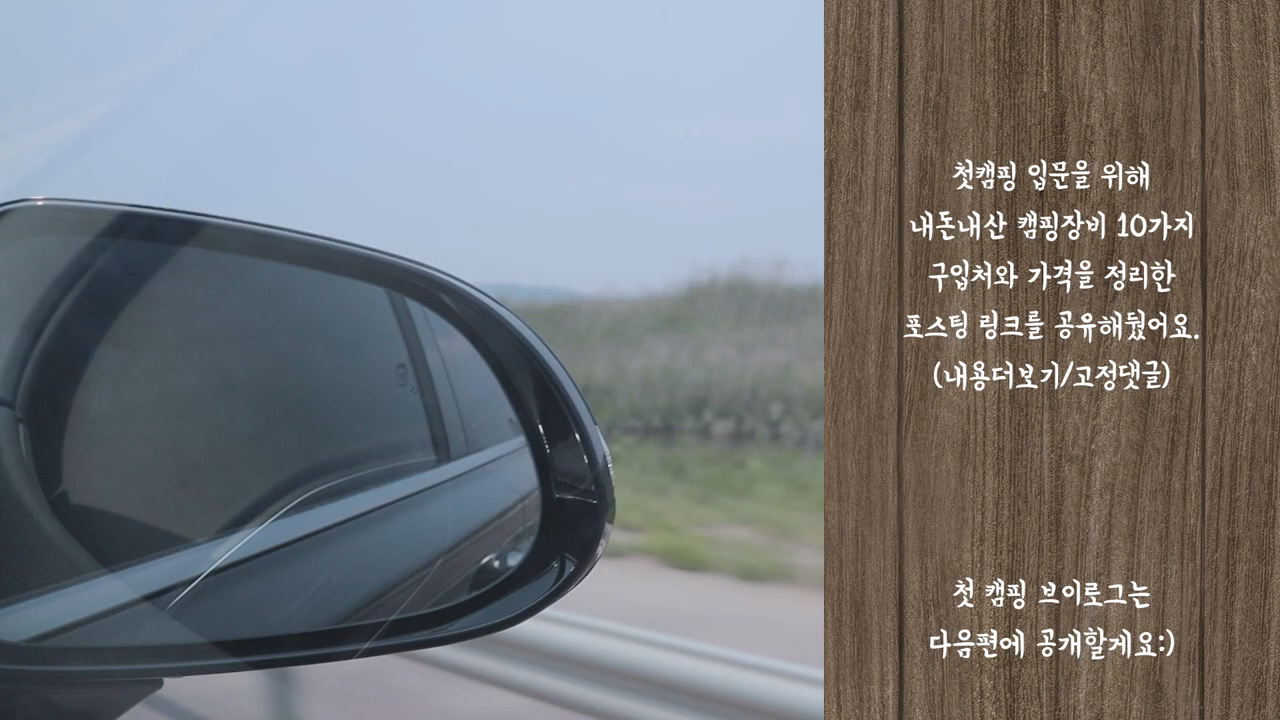 첫캠핑 입문을 위해
내돈내산 캠핑장비 10가지
구입처와 가격을 정리한
포스팅 링크를 공유해뒀어요.
(내용더보기/고정댓글)
첫 캠핑 브이로그는
다음편에 공개할게요:)